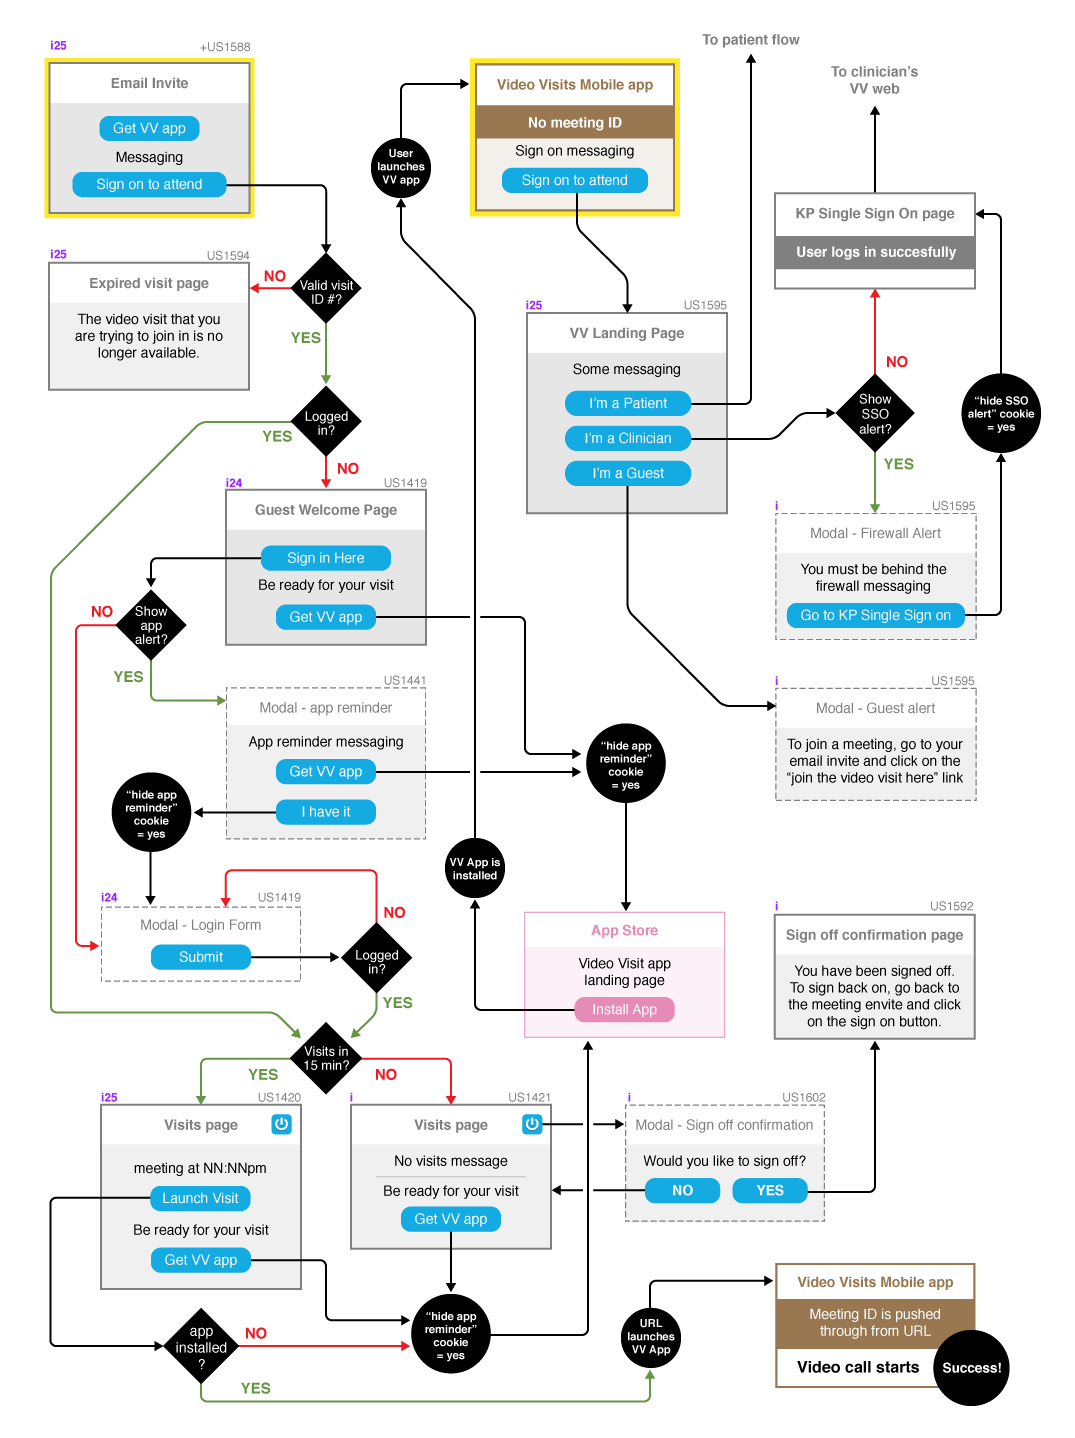 i25
+US1588
Email Invite
Get VV app
Messaging
Sign on to attend
User
launches
VV app
Video Visits Mobile app
No meeting ID
Sign on messaging
Sign on to attend
To patient flow
To clinician's
VV web
KP Single Sign On page
User logs in succesfully
i25
US1594
Expired visit page
The video visit that you
are trying to join in is no
longer available.
NO
Valid visit
ID #?
YES
Logged
in?
YES
NO
i25
US1595
VV Landing Page
Some messaging
I'm a Patient
I'm a Clinician
I'm a Guest
NO
Show
SSO
alert?
YES
“hide SSO
alert” cookie
= yes
i
US1595
Modal - Firewall Alert
You must be behind the
firewall messaging
Go to KP Single Sign on
i24
US1419
Guest Welcome Page
Sign in Here
Be ready for your visit
Get VV app
NO
Show
app
alert?
YES
US1441
Modal - app reminder
App reminder messaging
Get VV app
I have it
“hide app
reminder”
cookie
= yes
“hide app
reminder”
cookie
= yes
i
US1595
Modal - Guest alert
To join a meeting, go to your
email invite and click on the
“join the video visit here” link
VV App is
installed
i24
US1419
Modal - Login Form
Submit
NO
Logged
in?
YES
App Store
Video Visit app
landing page
Install App
i
US1592
Sign off confirmation page
You have been signed off.
To sign back on, go back to
the meeting envite and click
on the sign on button.
Visits in
15 min?
YES
NO
i25
US1420
Visits page
meeting at NN:NNpm
Launch Visit
Be ready for your visit
Get VV app
i
US1421
Visits page
No visits message
Be ready for your visit
Get VV app
i
US1602
Modal - Sign off confirmation
Would you like to sign off?
NO
YES
app
installed
?
NO
YES
“hide app
reminder”
cookie
= yes
URL
launches
VV App
Video Visits Mobile app
Meeting ID is pushed
through from URL
Video call starts
Success!